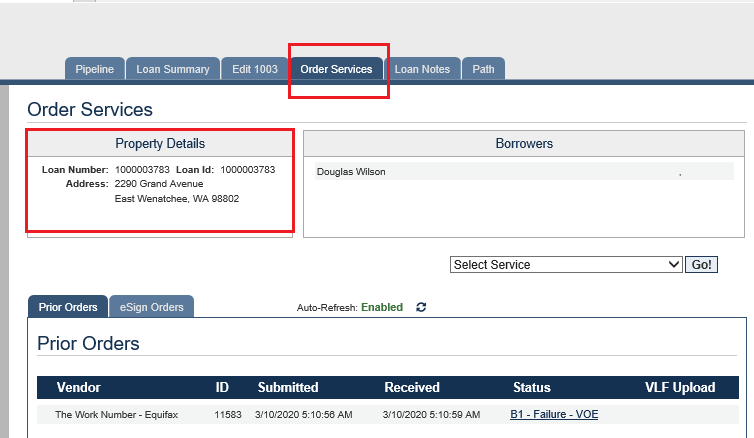 Pipeline Loan Summary Edit 1003 Order Services Loan Notes Path
Order Services
Property Details
Loan Number: 1000003783 Loan Id: 1000003783
Address: 2290 Grand Avenue
East Wenatchee, WA 98802
Borrowers
Douglas Wilson ,
Select Service Go!
Prior Orders eSign Orders Auto-Refresh: Enabled
Prior Orders
Vendor ID Submitted Received Status VLF Upload
The Work Number - Equifax 11583 3/10/2020 5:10:56 AM 3/10/2020 5:10:59 AM B1 - Failure - VOE